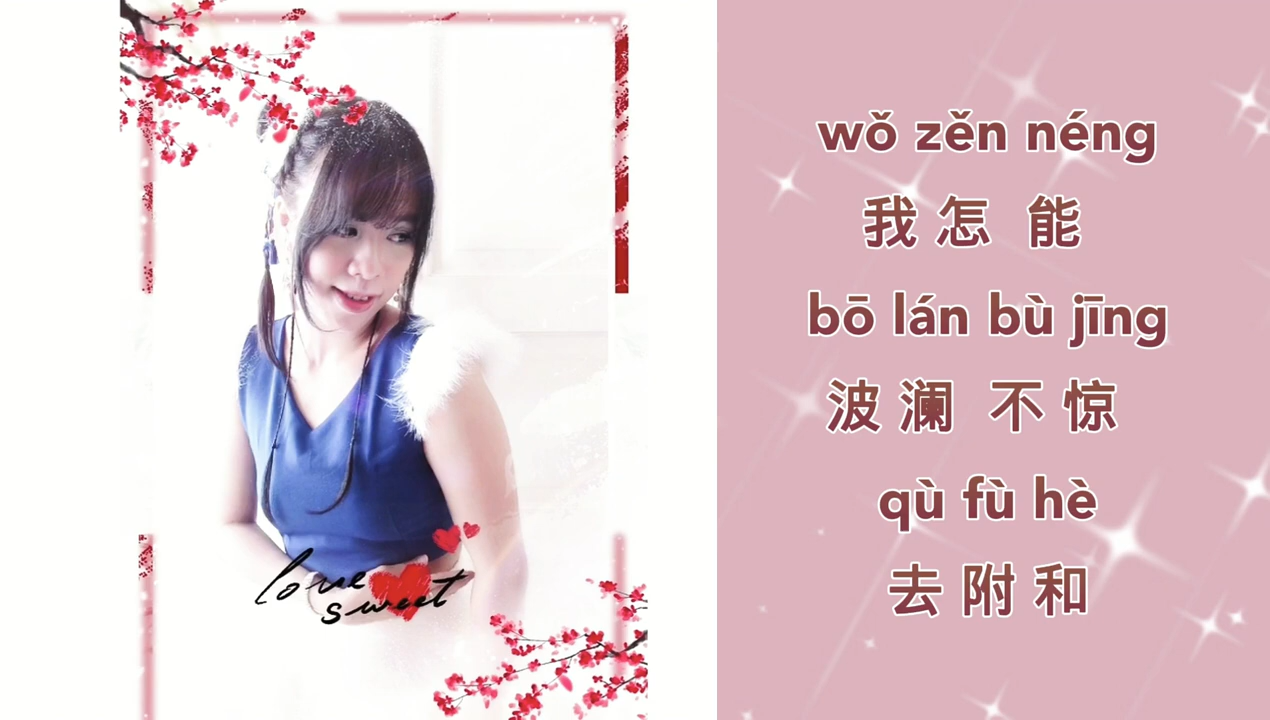 love
sweet
wǒ zěn néng
我 怎 能
bō lán bù jīng
波 澜 不 惊
qù fù hè
去 附 和